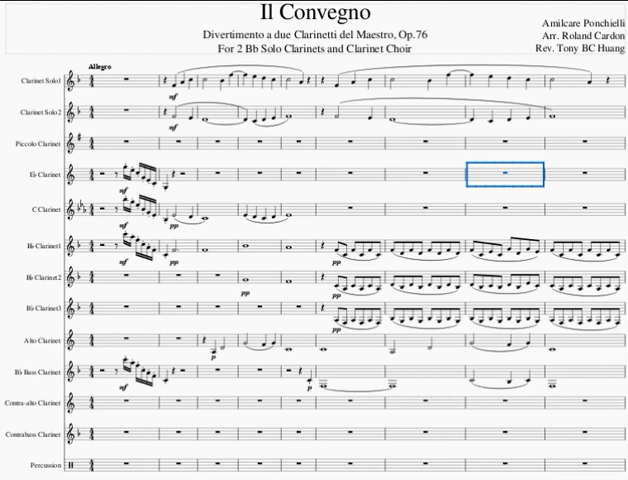 Il Convegno
Divertimento a due Clarinetti del Maestro, Op.76
For 2 Bb Solo Clarinets and Clarinet Choir
Amilcare Ponchielli
Arr. Roland Cardon
Rev. Tony BC Huang
Allegro
Clarinet Solo1
mf
Clarinet Solo2
mf
Piccolo Clarinet
E♭ Clarinet
mf
C Clarinet
mf pp
B♭ Clarinet1
mf pp pp
B♭ Clarinet2
pp pp
B♭ Clarinet3
pp
Alto Clarinet
p
B♭ Bass Clarinet
mf p
Contra-alto Clarinet
Contrabass Clarinet
Percussion